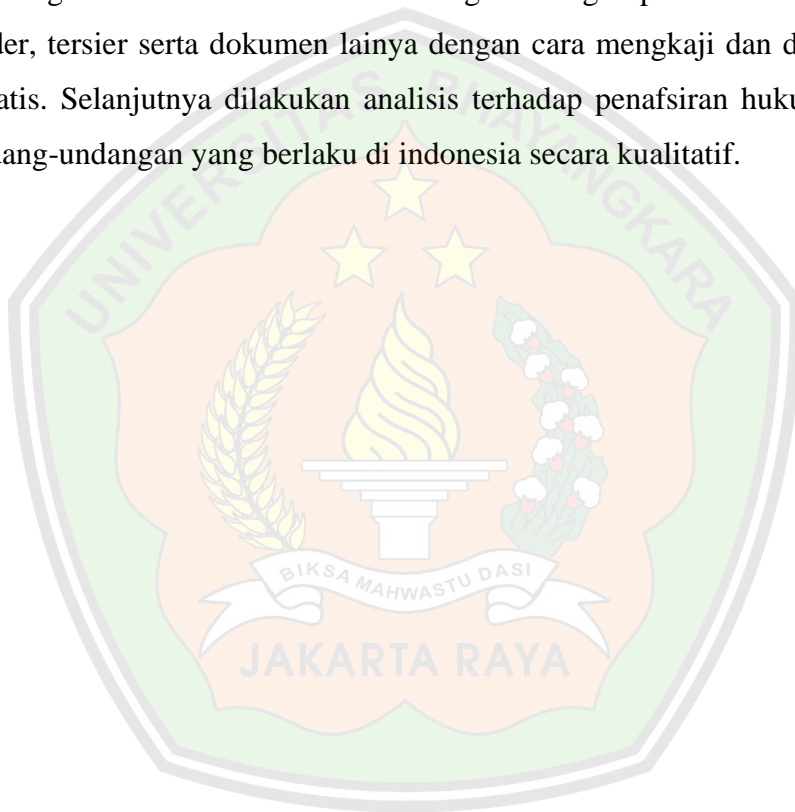 der, tersier serta dokumen lainya dengan cara mengkaji dan
atis. Selanjutnya dilakukan analisis terhadap penafsiran
ang-undangan yang berlaku di indonesia secara kualitatif.
UNIVERSITAS BHAYANGKARA
BIKSA MAHWASTU DASI
JAKARTA RAYA